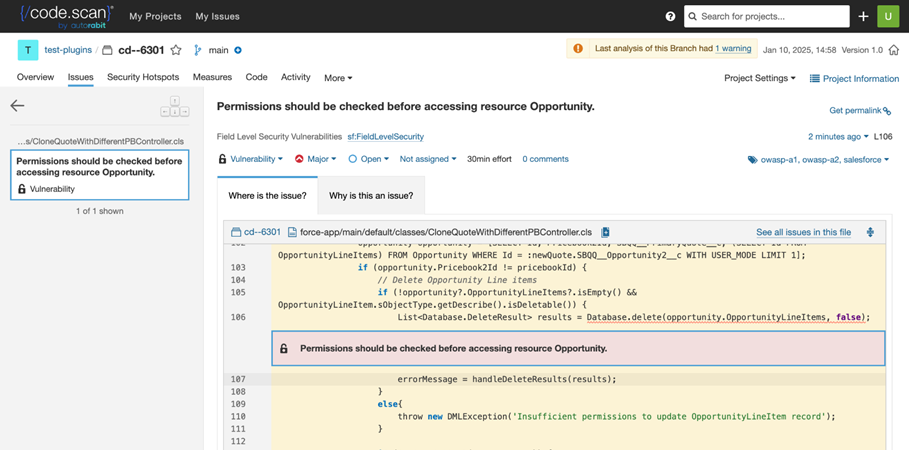 {/code.scan}
by autorabit
My Projects My Issues
? Search for projects... + U
T test-plugins / cd--6301 main
Last analysis of this Branch had 1 warning Jan 10, 2025, 14:58 Version 1.0
Overview Issues Security Hotspots Measures Code Activity More
Project Settings Project Information
Permissions should be checked before accessing resource Opportunity.
Get permalink
…s/CloneQuoteWithDifferentPBController.cls
Field Level Security Vulnerabilities sf:FieldLevelSecurity
2 minutes ago L106
Permissions should be checked before
accessing resource Opportunity.
Vulnerability
1 of 1 shown
Vulnerability Major Open Not assigned 30min effort 0 comments
owasp-a1, owasp-a2, salesforce
Where is the issue? Why is this an issue?
cd--6301 force-app/main/default/classes/CloneQuoteWithDifferentPBController.cls
See all issues in this file
OpportunityLineItems) FROM Opportunity WHERE Id = :newQuote.SBQQ__Opportunity2__c WITH USER_MODE LIMIT 1];
103 if (opportunity.Pricebook2Id != pricebookId) {
104 // Delete Opportunity Line items
105 if (!opportunity?.OpportunityLineItems?.isEmpty() &&
OpportunityLineItem.sObjectType.getDescribe().isDeletable()) {
106 List<Database.DeleteResult> results = Database.delete(opportunity.OpportunityLineItems, false);
Permissions should be checked before accessing resource Opportunity.
107 errorMessage = handleDeleteResults(results);
108 }
109 else{
110 throw new DMLException('Insufficient permissions to update OpportunityLineItem record');
111 }
112